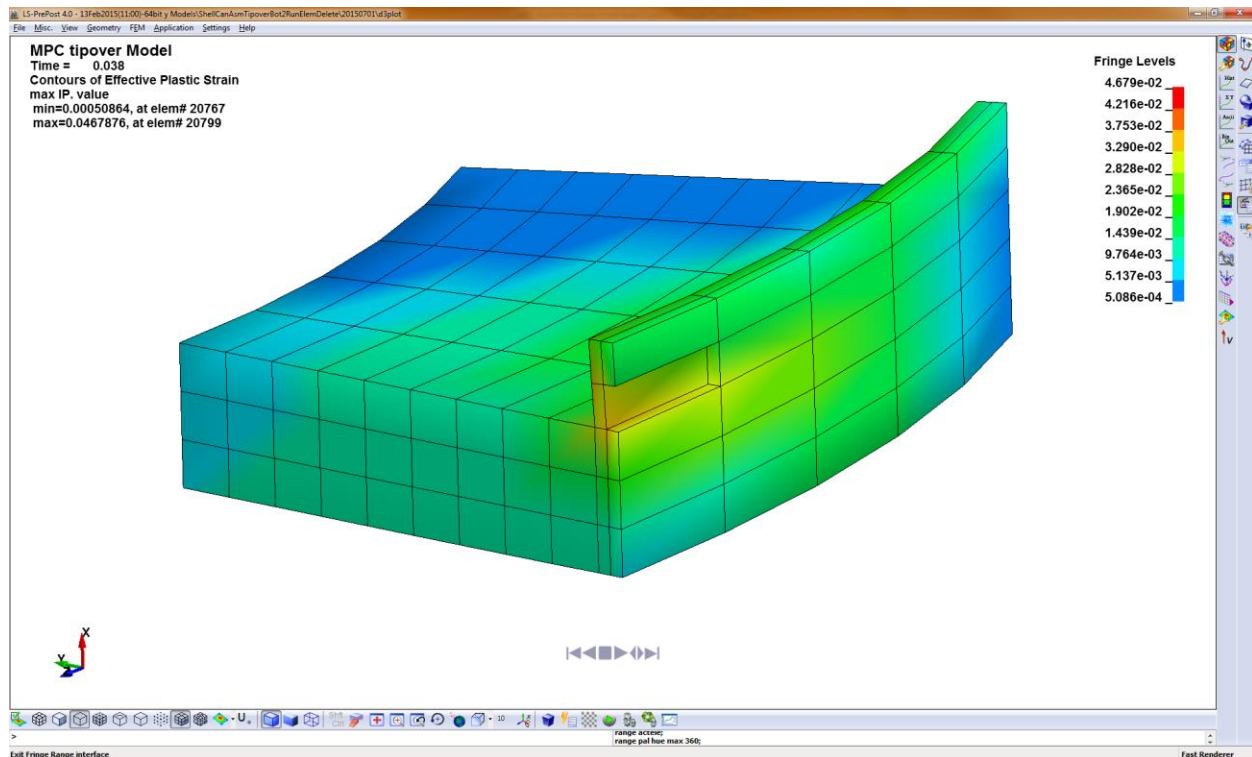 LS-PrePost 4.0 - 13Feb2015(11:00)-64bit y Models\ShellCanAsmTipoverBot2RunElemDelete\20150701\d3plot
File Misc. View Geometry FEM Application Settings Help
MPC tipover Model
Time = 0.038
Contours of Effective Plastic Strain
max IP. value
min=0.00050864, at elem# 20767
max=0.0467876, at elem# 20799
Fringe Levels
4.679e-02
4.216e-02
3.753e-02
3.290e-02
2.828e-02
2.365e-02
1.902e-02
1.439e-02
9.764e-03
5.137e-03
5.086e-04
X
Y
Z
10
>
range actele;
range pal hue max 360;
Exit Fringe Range interface
Fast Renderer